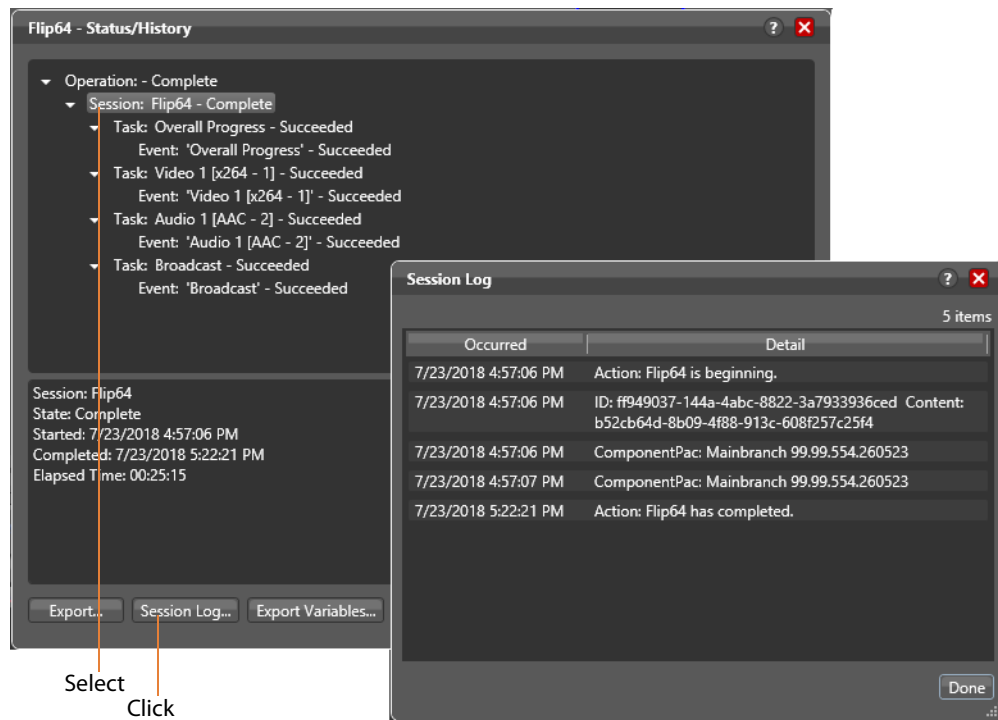 Flip64 - Status/History
?
Operation: - Complete
Session: Flip64 - Complete
Task: Overall Progress - Succeeded
Event: 'Overall Progress' - Succeeded
Task: Video 1 [x264 - 1] - Succeeded
Event: 'Video 1 [x264 - 1]' - Succeeded
Task: Audio 1 [AAC - 2] - Succeeded
Event: 'Audio 1 [AAC - 2]' - Succeeded
Task: Broadcast - Succeeded
Event: 'Broadcast' - Succeeded
Session: Flip64
State: Complete
Started: 7/23/2018 4:57:06 PM
Completed: 7/23/2018 5:22:21 PM
Elapsed Time: 00:25:15
Export...
Session Log...
Export Variables...
Session Log
?
5 items
Occurred Detail
7/23/2018 4:57:06 PM Action: Flip64 is beginning.
7/23/2018 4:57:06 PM ID: ff949037-144a-4abc-8822-3a7933936ced Content:
b52cb64d-8b09-4f88-913c-608f257c25f4
7/23/2018 4:57:06 PM ComponentPac: Mainbranch 99.99.554.260523
7/23/2018 4:57:07 PM ComponentPac: Mainbranch 99.99.554.260523
7/23/2018 5:22:21 PM Action: Flip64 has completed.
Done
Select
Click